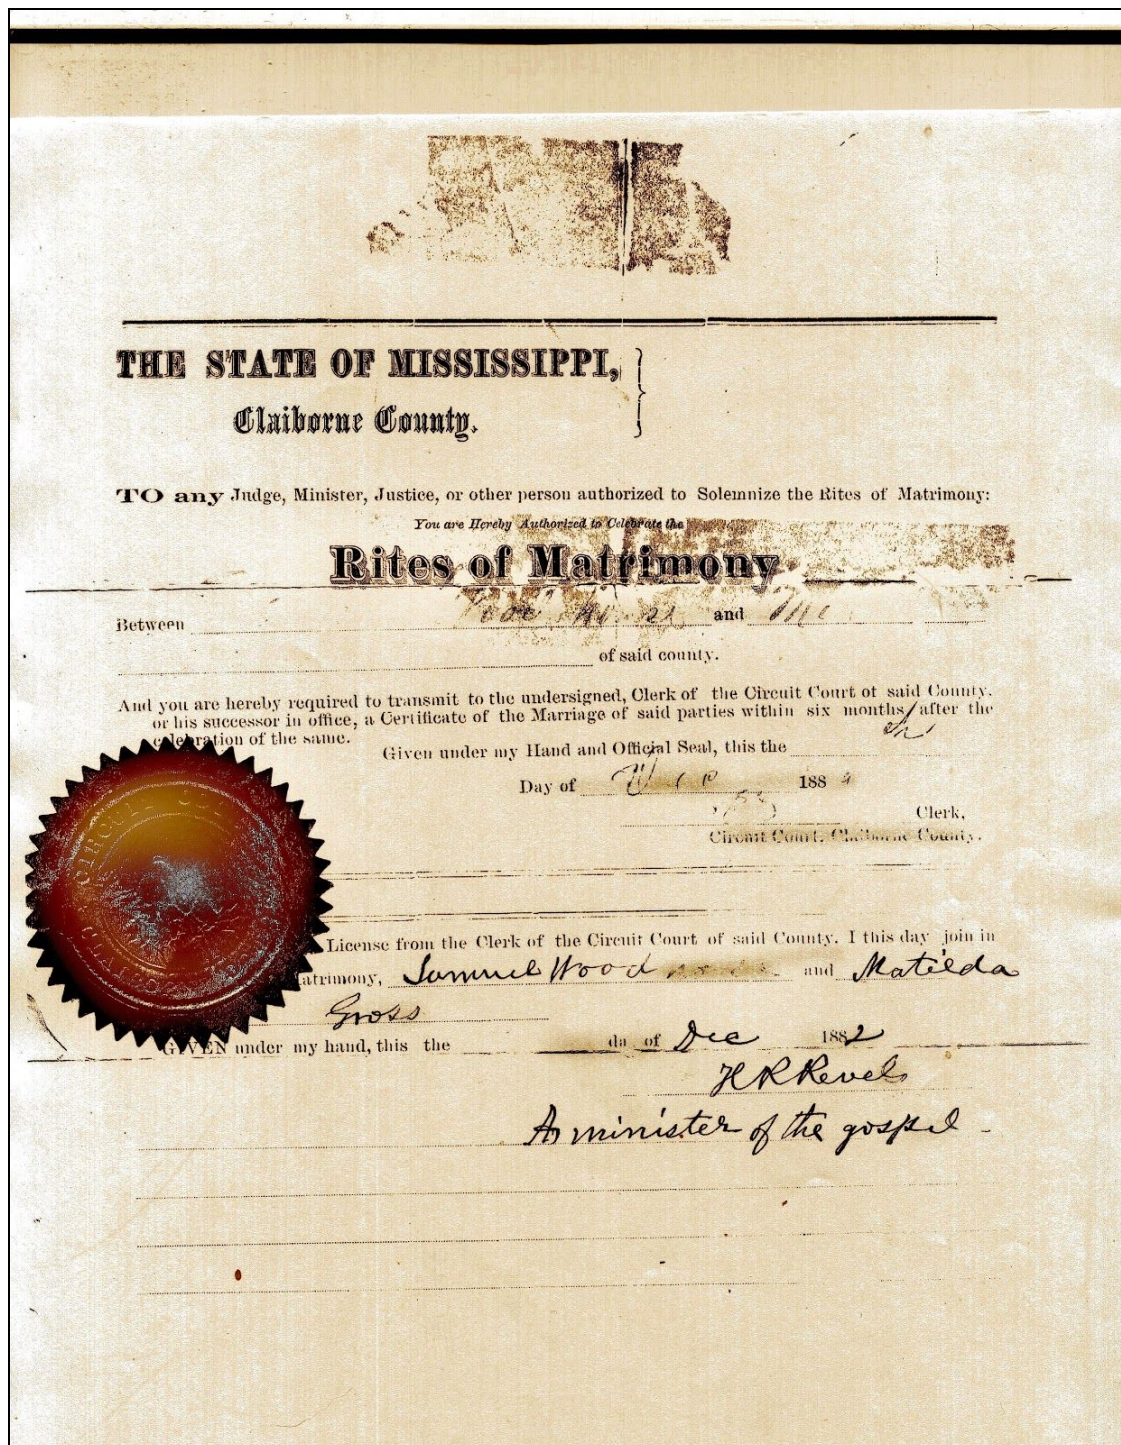 THE STATE OF MISSISSIPPI,
Claiborne County.
TO any Judge, Minister, Justice, or other person authorized to Solemnize the Rites of Matrimony:
You are Hereby Authorized to Celebrate the
Rites of Matrimony
Between and
of said county.
And you are hereby required to transmit to the undersigned, Clerk of the Circuit Court of said County.
or his successor in office, a Certificate of the Marriage of said parties within six months after the
celebration of the same.
Given under my Hand and Official Seal, this the
Day of 188
Clerk,
Circuit Court, Claiborne County.
License from the Clerk of the Circuit Court of said County. I this day join in
atrimony, Samuel Wood and Matilda
Gross
GIVEN under my hand, this the da of Dec 1882
H R Revels
A minister of the gospel